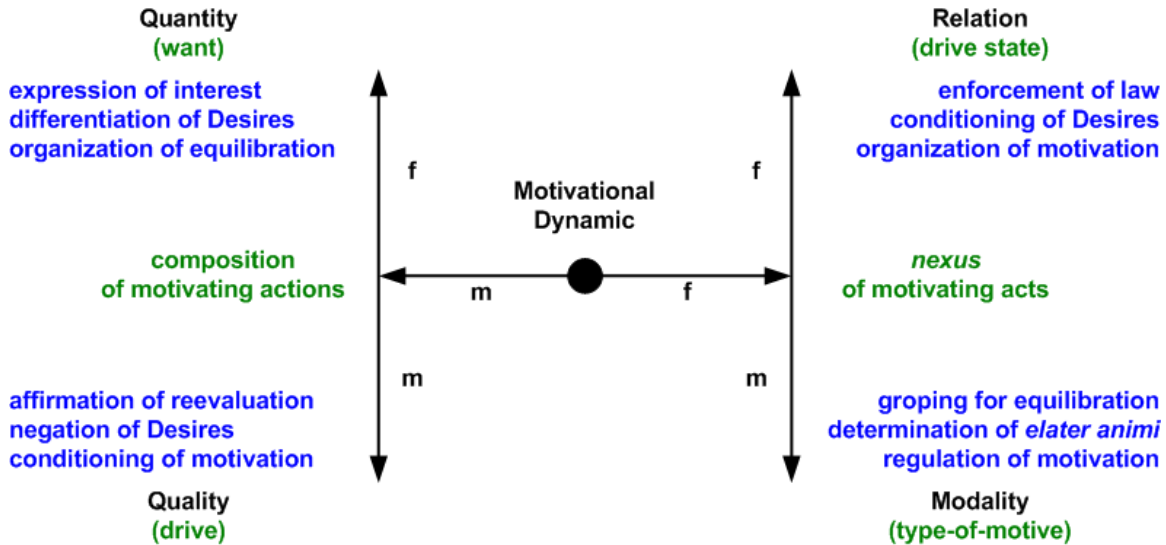 Quantity
(want)
expression of interest
differentiation of Desires
organization of equilibration
f
Relation
(drive state)
enforcement of law
conditioning of Desires
organization of motivation
f
Motivational
Dynamic
composition
of motivating actions
m
f
nexus
of motivating acts
m
affirmation of reevaluation
negation of Desires
conditioning of motivation
Quality
(drive)
m
groping for equilibration
determination of elater animi
regulation of motivation
Modality
(type-of-motive)